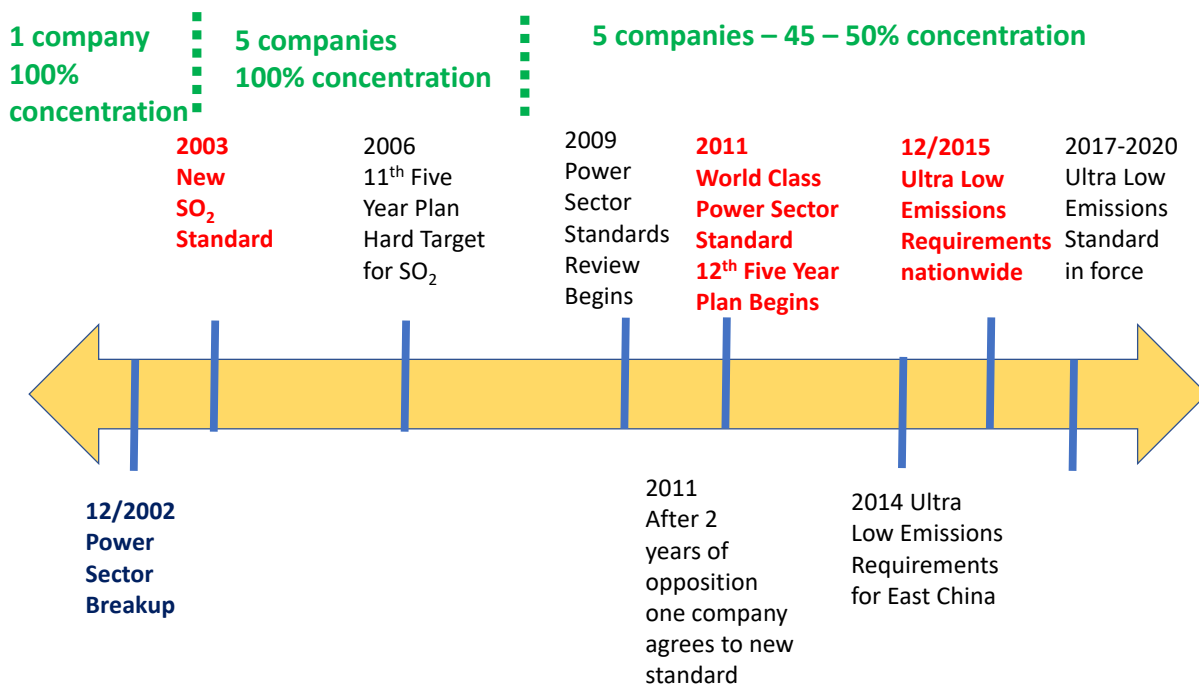 1 company
100%
concentration
5 companies
100% concentration
5 companies – 45 – 50% concentration
2003
New
SO₂
Standard
2006
11ᵗʰ Five
Year Plan
Hard Target
for SO₂
2009
Power
Sector
Standards
Review
Begins
2011
World Class
Power Sector
Standard
12ᵗʰ Five Year
Plan Begins
12/2015
Ultra Low
Emissions
Requirements
nationwide
2017-2020
Ultra Low
Emissions
Standard
in force
12/2002
Power
Sector
Breakup
2011
After 2
years of
opposition
one company
agrees to new
standard
2014 Ultra
Low Emissions
Requirements
for East China